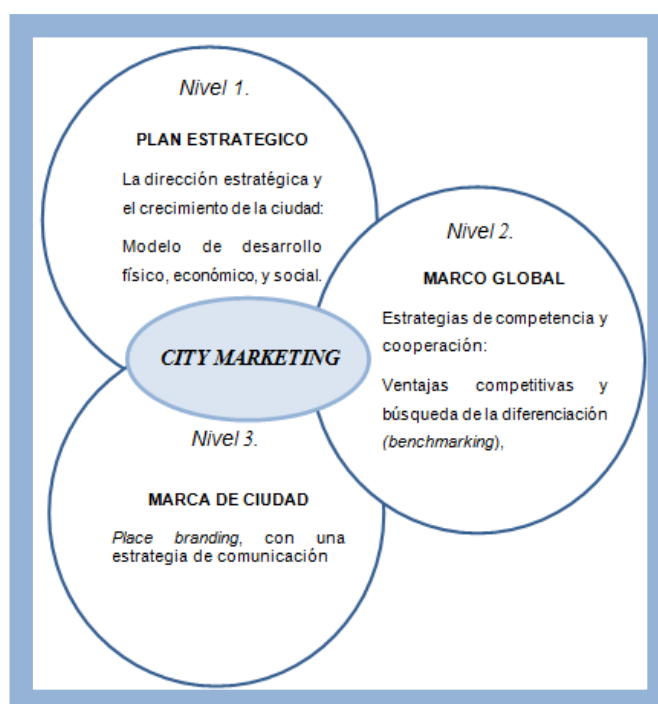 Nivel 1.
PLAN ESTRATEGICO
La dirección estratégica y
el crecimiento de la ciudad:
Modelo de desarrollo
físico, económico, y social.
Nivel 2.
MARCO GLOBAL
Estrategias de competencia y
cooperación:
Ventajas competitivas y
búsqueda de la diferenciación
(benchmarking),
CITY MARKETING
Nivel 3.
MARCA DE CIUDAD
Place branding, con una
estrategia de comunicación